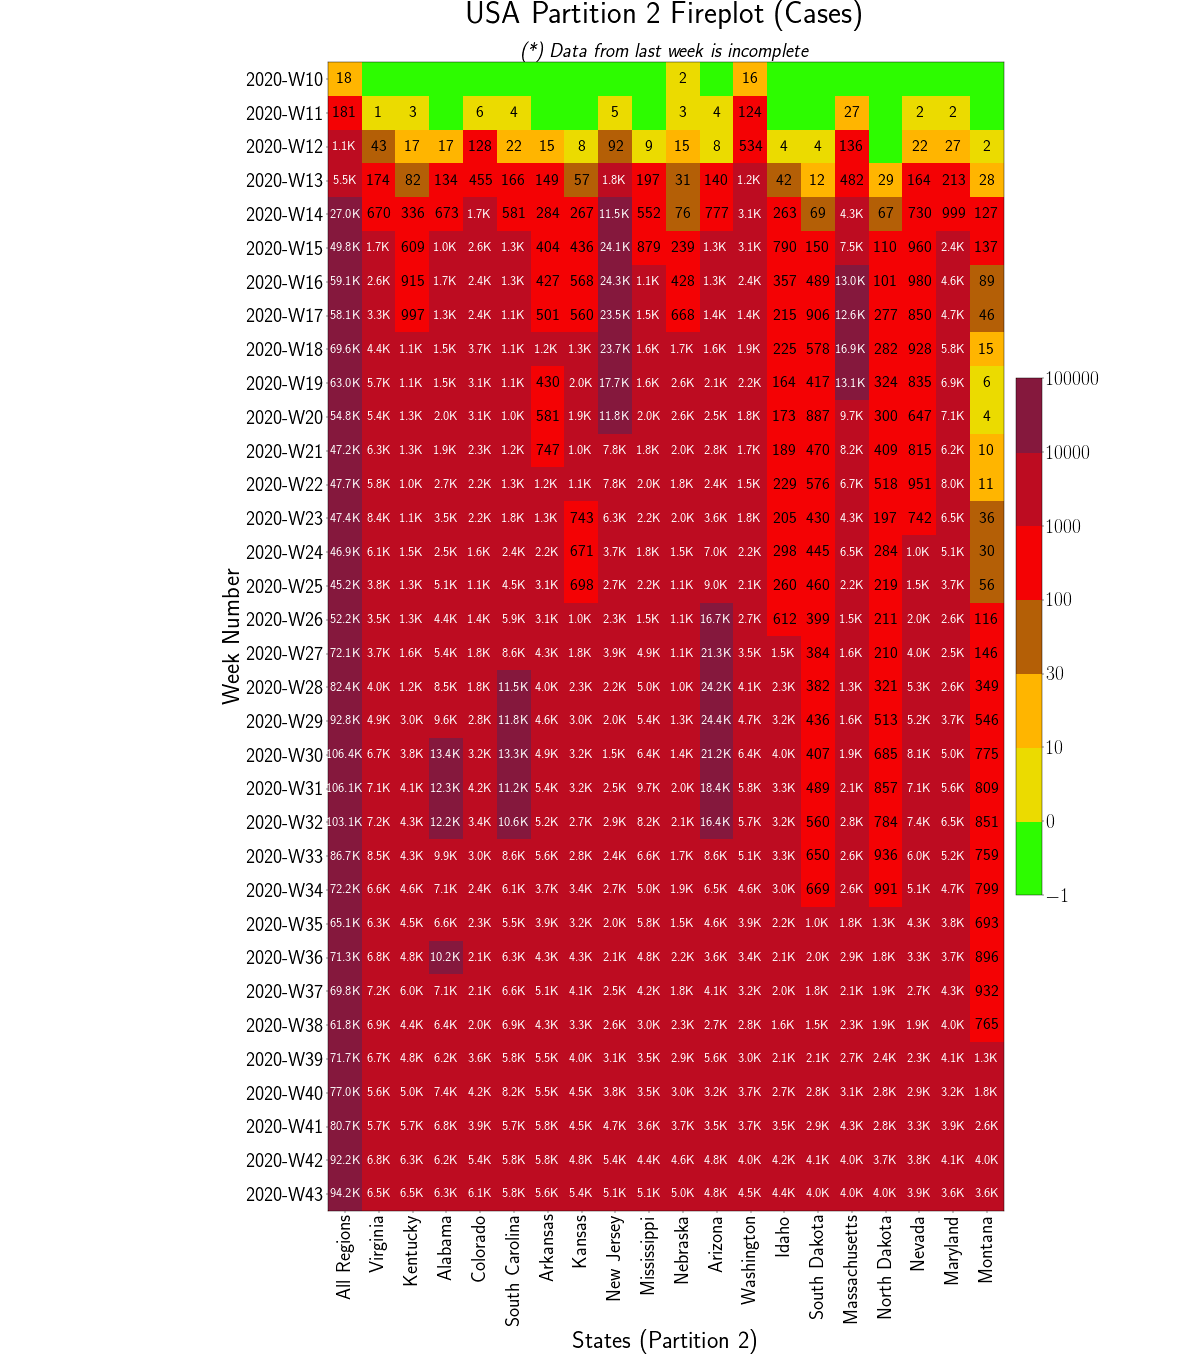 USA Partition 2 Fireplot (Cases)
(*) Data from last week is incomplete
2020-W10 18 2 16
2020-W11 181 1 3 6 4 5 3 4 124 27 2 2
2020-W12 1.1K 43 17 17 128 22 15 8 92 9 15 8 534 4 4 136 22 27 2
2020-W13 5.5K 174 82 134 455 166 149 57 1.8K 197 31 140 1.2K 42 12 482 29 164 213 28
2020-W14 27.0K 670 336 673 1.7K 581 284 267 11.5K 552 76 777 3.1K 263 69 4.3K 67 730 999 127
2020-W15 49.8K 1.7K 609 1.0K 2.6K 1.3K 404 436 24.1K 879 239 1.3K 3.1K 790 150 7.5K 110 960 2.4K 137
2020-W16 59.1K 2.6K 915 1.7K 2.4K 1.3K 427 568 24.3K 1.1K 428 1.3K 2.4K 357 489 13.0K 101 980 4.6K 89
2020-W17 58.1K 3.3K 997 1.3K 2.4K 1.1K 501 560 23.5K 1.5K 668 1.4K 1.4K 215 906 12.6K 277 850 4.7K 46
2020-W18 69.6K 4.4K 1.1K 1.5K 3.7K 1.1K 1.2K 1.3K 23.7K 1.6K 1.7K 1.6K 1.9K 225 578 16.9K 282 928 5.8K 15
2020-W19 63.0K 5.7K 1.1K 1.5K 3.1K 1.1K 430 2.0K 17.7K 1.6K 2.6K 2.1K 2.2K 164 417 13.1K 324 835 6.9K 6
2020-W20 54.8K 5.4K 1.3K 2.0K 3.1K 1.0K 581 1.9K 11.8K 2.0K 2.6K 2.5K 1.8K 173 887 9.7K 300 647 7.1K 4
2020-W21 47.2K 6.3K 1.3K 1.9K 2.3K 1.2K 747 1.0K 7.8K 1.8K 2.0K 2.8K 1.7K 189 470 8.2K 409 815 6.2K 10
2020-W22 47.7K 5.8K 1.0K 2.7K 2.2K 1.3K 1.2K 1.1K 7.8K 2.0K 1.8K 2.4K 1.5K 229 576 6.7K 518 951 8.0K 11
2020-W23 47.4K 8.4K 1.1K 3.5K 2.2K 1.8K 1.3K 743 6.3K 2.2K 2.0K 3.6K 1.8K 205 430 4.3K 197 742 6.5K 36
2020-W24 46.9K 6.1K 1.5K 2.5K 1.6K 2.4K 2.2K 671 3.7K 1.8K 1.5K 7.0K 2.2K 298 445 6.5K 284 1.0K 5.1K 30
2020-W25 45.2K 3.8K 1.3K 5.1K 1.1K 4.5K 3.1K 698 2.7K 2.2K 1.1K 9.0K 2.1K 260 460 2.2K 219 1.5K 3.7K 56
2020-W26 52.2K 3.5K 1.3K 4.4K 1.4K 5.9K 3.1K 1.0K 2.3K 1.5K 1.1K 16.7K 2.7K 612 399 1.5K 211 2.0K 2.6K 116
2020-W27 72.1K 3.7K 1.6K 5.4K 1.8K 8.6K 4.3K 1.8K 3.9K 4.9K 1.1K 21.3K 3.5K 1.5K 384 1.6K 210 4.0K 2.5K 146
2020-W28 82.4K 4.0K 1.2K 8.5K 1.8K 11.5K 4.0K 2.3K 2.2K 5.0K 1.0K 24.2K 4.1K 2.3K 382 1.3K 321 5.3K 2.6K 349
2020-W29 92.8K 4.9K 3.0K 9.6K 2.8K 11.8K 4.6K 3.0K 2.0K 5.4K 1.3K 24.4K 4.7K 3.2K 436 1.6K 513 5.2K 3.7K 546
2020-W30 106.4K 6.7K 3.8K 13.4K 3.2K 13.3K 4.9K 3.2K 1.5K 6.4K 1.4K 21.2K 6.4K 4.0K 407 1.9K 685 8.1K 5.0K 775
2020-W31 106.1K 7.1K 4.1K 12.3K 4.2K 11.2K 5.4K 3.2K 2.5K 9.7K 2.0K 18.4K 5.8K 3.3K 489 2.1K 857 7.1K 5.6K 809
2020-W32 103.1K 7.2K 4.3K 12.2K 3.4K 10.6K 5.2K 2.7K 2.9K 8.2K 2.1K 16.4K 5.7K 3.2K 560 2.8K 784 7.4K 6.5K 851
2020-W33 86.7K 8.5K 4.3K 9.9K 3.0K 8.6K 5.6K 2.8K 2.4K 6.6K 1.7K 8.6K 5.1K 3.3K 650 2.6K 936 6.0K 5.2K 759
2020-W34 72.2K 6.6K 4.6K 7.1K 2.4K 6.1K 3.7K 3.4K 2.7K 5.0K 1.9K 6.5K 4.6K 3.0K 669 2.6K 991 5.1K 4.7K 799
2020-W35 65.1K 6.3K 4.5K 6.6K 2.3K 5.5K 3.9K 3.2K 2.0K 5.8K 1.5K 4.6K 3.9K 2.2K 1.0K 1.8K 1.3K 4.3K 3.8K 693
2020-W36 71.3K 6.8K 4.8K 10.2K 2.1K 6.3K 4.3K 4.3K 2.1K 4.8K 2.2K 3.6K 3.4K 2.1K 2.0K 2.9K 1.8K 3.3K 3.7K 896
2020-W37 69.8K 7.2K 6.0K 7.1K 2.1K 6.6K 5.1K 4.1K 2.5K 4.2K 1.8K 4.1K 3.2K 2.0K 1.8K 2.1K 1.9K 2.7K 4.3K 932
2020-W38 61.8K 6.9K 4.4K 6.4K 2.0K 6.9K 4.3K 3.3K 2.6K 3.0K 2.3K 2.7K 2.8K 1.6K 1.5K 2.3K 1.9K 1.9K 4.0K 765
2020-W39 71.7K 6.7K 4.8K 6.2K 3.6K 5.8K 5.5K 4.0K 3.1K 3.5K 2.9K 5.6K 3.0K 2.1K 2.1K 2.7K 2.4K 2.3K 4.1K 1.3K
2020-W40 77.0K 5.6K 5.0K 7.4K 4.2K 8.2K 5.5K 4.5K 3.8K 3.5K 3.0K 3.2K 3.7K 2.7K 2.8K 3.1K 2.8K 2.9K 3.2K 1.8K
2020-W41 80.7K 5.7K 5.7K 6.8K 3.9K 5.7K 5.8K 4.5K 4.7K 3.6K 3.7K 3.5K 3.7K 3.5K 2.9K 4.3K 2.8K 3.3K 3.9K 2.6K
2020-W42 92.2K 6.8K 6.3K 6.2K 5.4K 5.8K 5.8K 4.8K 5.4K 4.4K 4.6K 4.8K 4.0K 4.2K 4.1K 4.0K 3.7K 3.8K 4.1K 4.0K
2020-W43 94.2K 6.5K 6.5K 6.3K 6.1K 5.8K 5.6K 5.4K 5.1K 5.1K 5.0K 4.8K 4.5K 4.4K 4.0K 4.0K 4.0K 3.9K 3.6K 3.6K
Week Number
All Regions
Virginia
Kentucky
Alabama
Colorado
South Carolina
Arkansas
Kansas
New Jersey
Mississippi
Nebraska
Arizona
Washington
Idaho
South Dakota
Massachusetts
North Dakota
Nevada
Maryland
Montana
States (Partition 2)
100000
10000
1000
100
30
10
0
−1